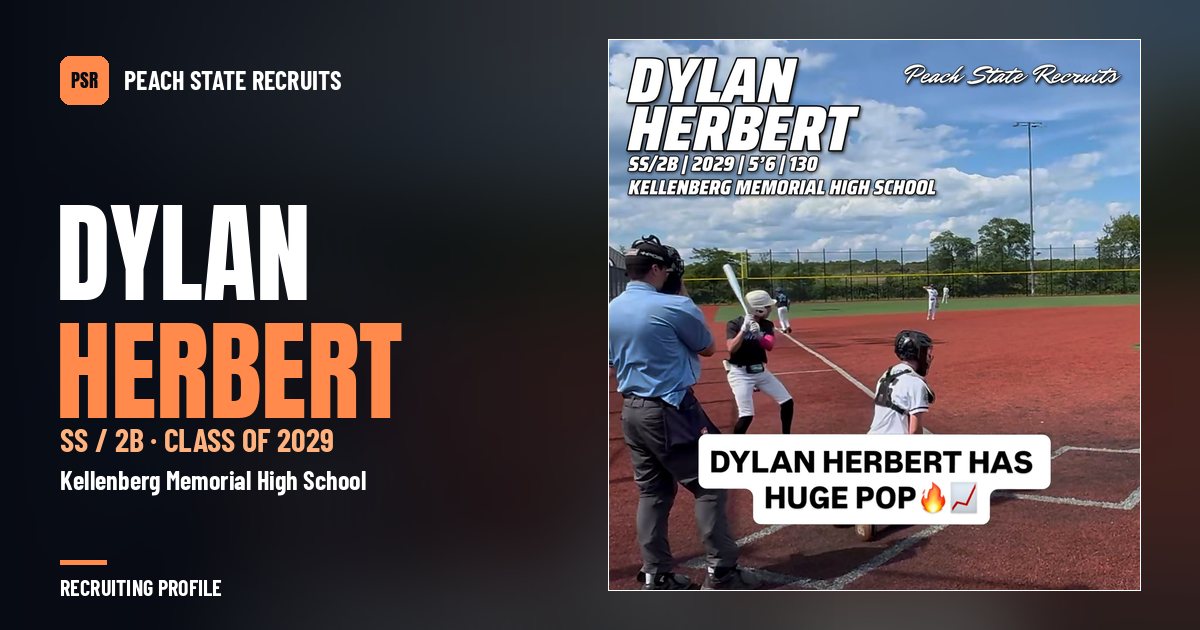 PSR
PEACH STATE RECRUITS
DYLAN
HERBERT
SS / 2B · CLASS OF 2029
Kellenberg Memorial High School
RECRUITING PROFILE
DYLAN
HERBERT
SS/2B | 2029 | 5'6 | 130
KELLENBERG MEMORIAL HIGH SCHOOL
Peach State Recruits
DYLAN HERBERT HAS
HUGE POP🔥📈